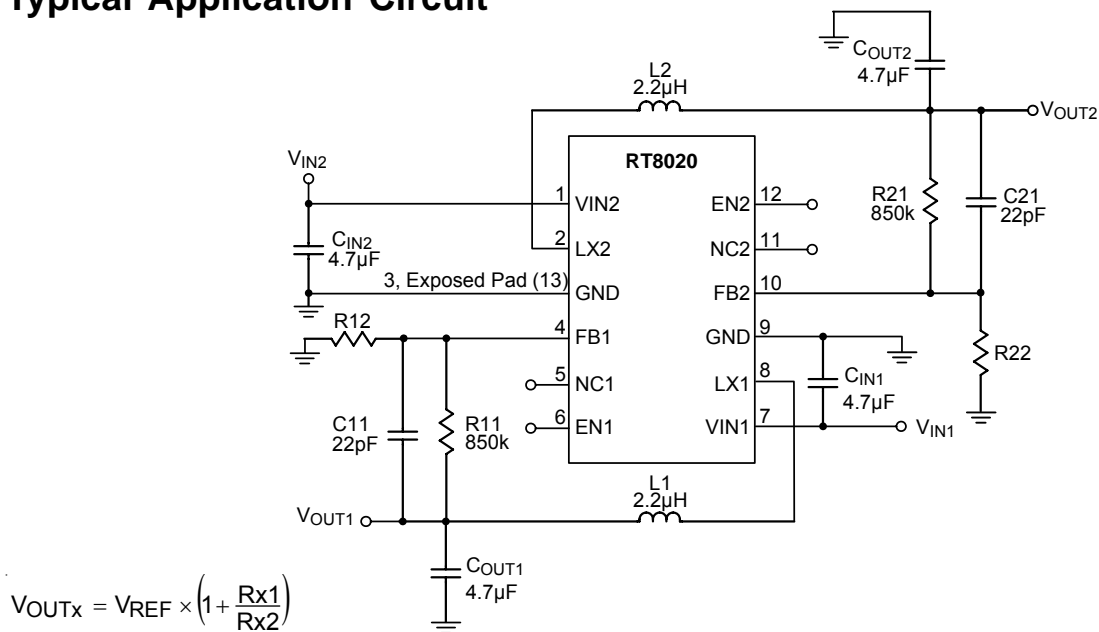 Typical Application Circuit
COUT2
4.7µF
L2
2.2µH
VOUT2
VIN2
RT8020
R21
850k
C21
22pF
1
VIN2
EN2
12
CIN2
4.7µF
2
LX2
NC2
11
3, Exposed Pad (13)
GND
FB2
10
R12
4
FB1
GND
9
R22
5
NC1
LX1
8
CIN1
4.7µF
C11
22pF
R11
850k
6
EN1
VIN1
7
VIN1
L1
2.2µH
VOUT1
COUT1
4.7µF
VOUTx = VREF × (1 + Rx1/Rx2)